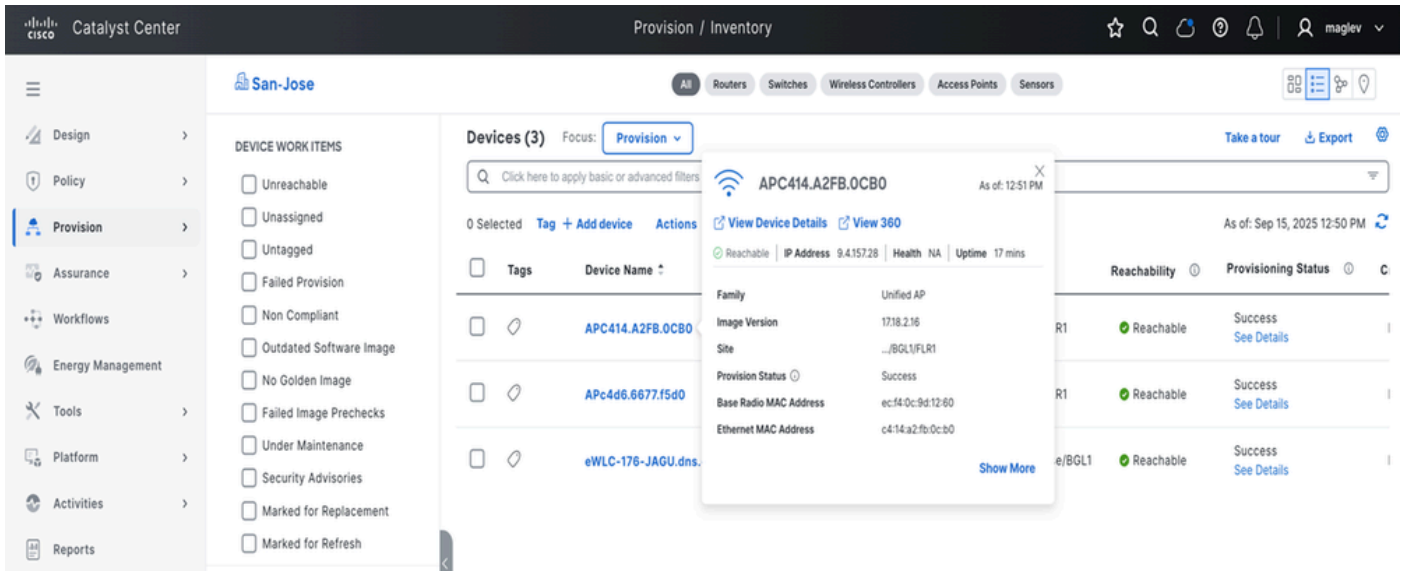 cisco Catalyst Center
Provision / Inventory
maglev
San-Jose
All Routers Switches Wireless Controllers Access Points Sensors
Design
Policy
Provision
Assurance
Workflows
Energy Management
Tools
Platform
Activities
Reports
DEVICE WORK ITEMS
Unreachable
Unassigned
Untagged
Failed Provision
Non Compliant
Outdated Software Image
No Golden Image
Failed Image Prechecks
Under Maintenance
Security Advisories
Marked for Replacement
Marked for Refresh
Devices (3) Focus: Provision
Take a tour Export
Click here to apply basic or advanced filters
0 Selected Tag + Add device Actions
As of: Sep 15, 2025 12:50 PM
Tags Device Name Reachability Provisioning Status C
APC414.A2FB.0CB0 R1 Reachable Success
See Details
APc4d6.6677.f5d0 R1 Reachable Success
See Details
eWLC-176-JAGU.dns. e/BGL1 Reachable Success
See Details
APC414.A2FB.0CB0 As of: 12:51 PM
X
View Device Details View 360
Reachable IP Address 9.4.157.28 Health NA Uptime 17 mins
Family Unified AP
Image Version 17.18.2.16
Site .../BGL1/FLR1
Provision Status Success
Base Radio MAC Address ec:f4:0c:9d:12:60
Ethernet MAC Address c4:14:a2:fb:0c:b0
Show More